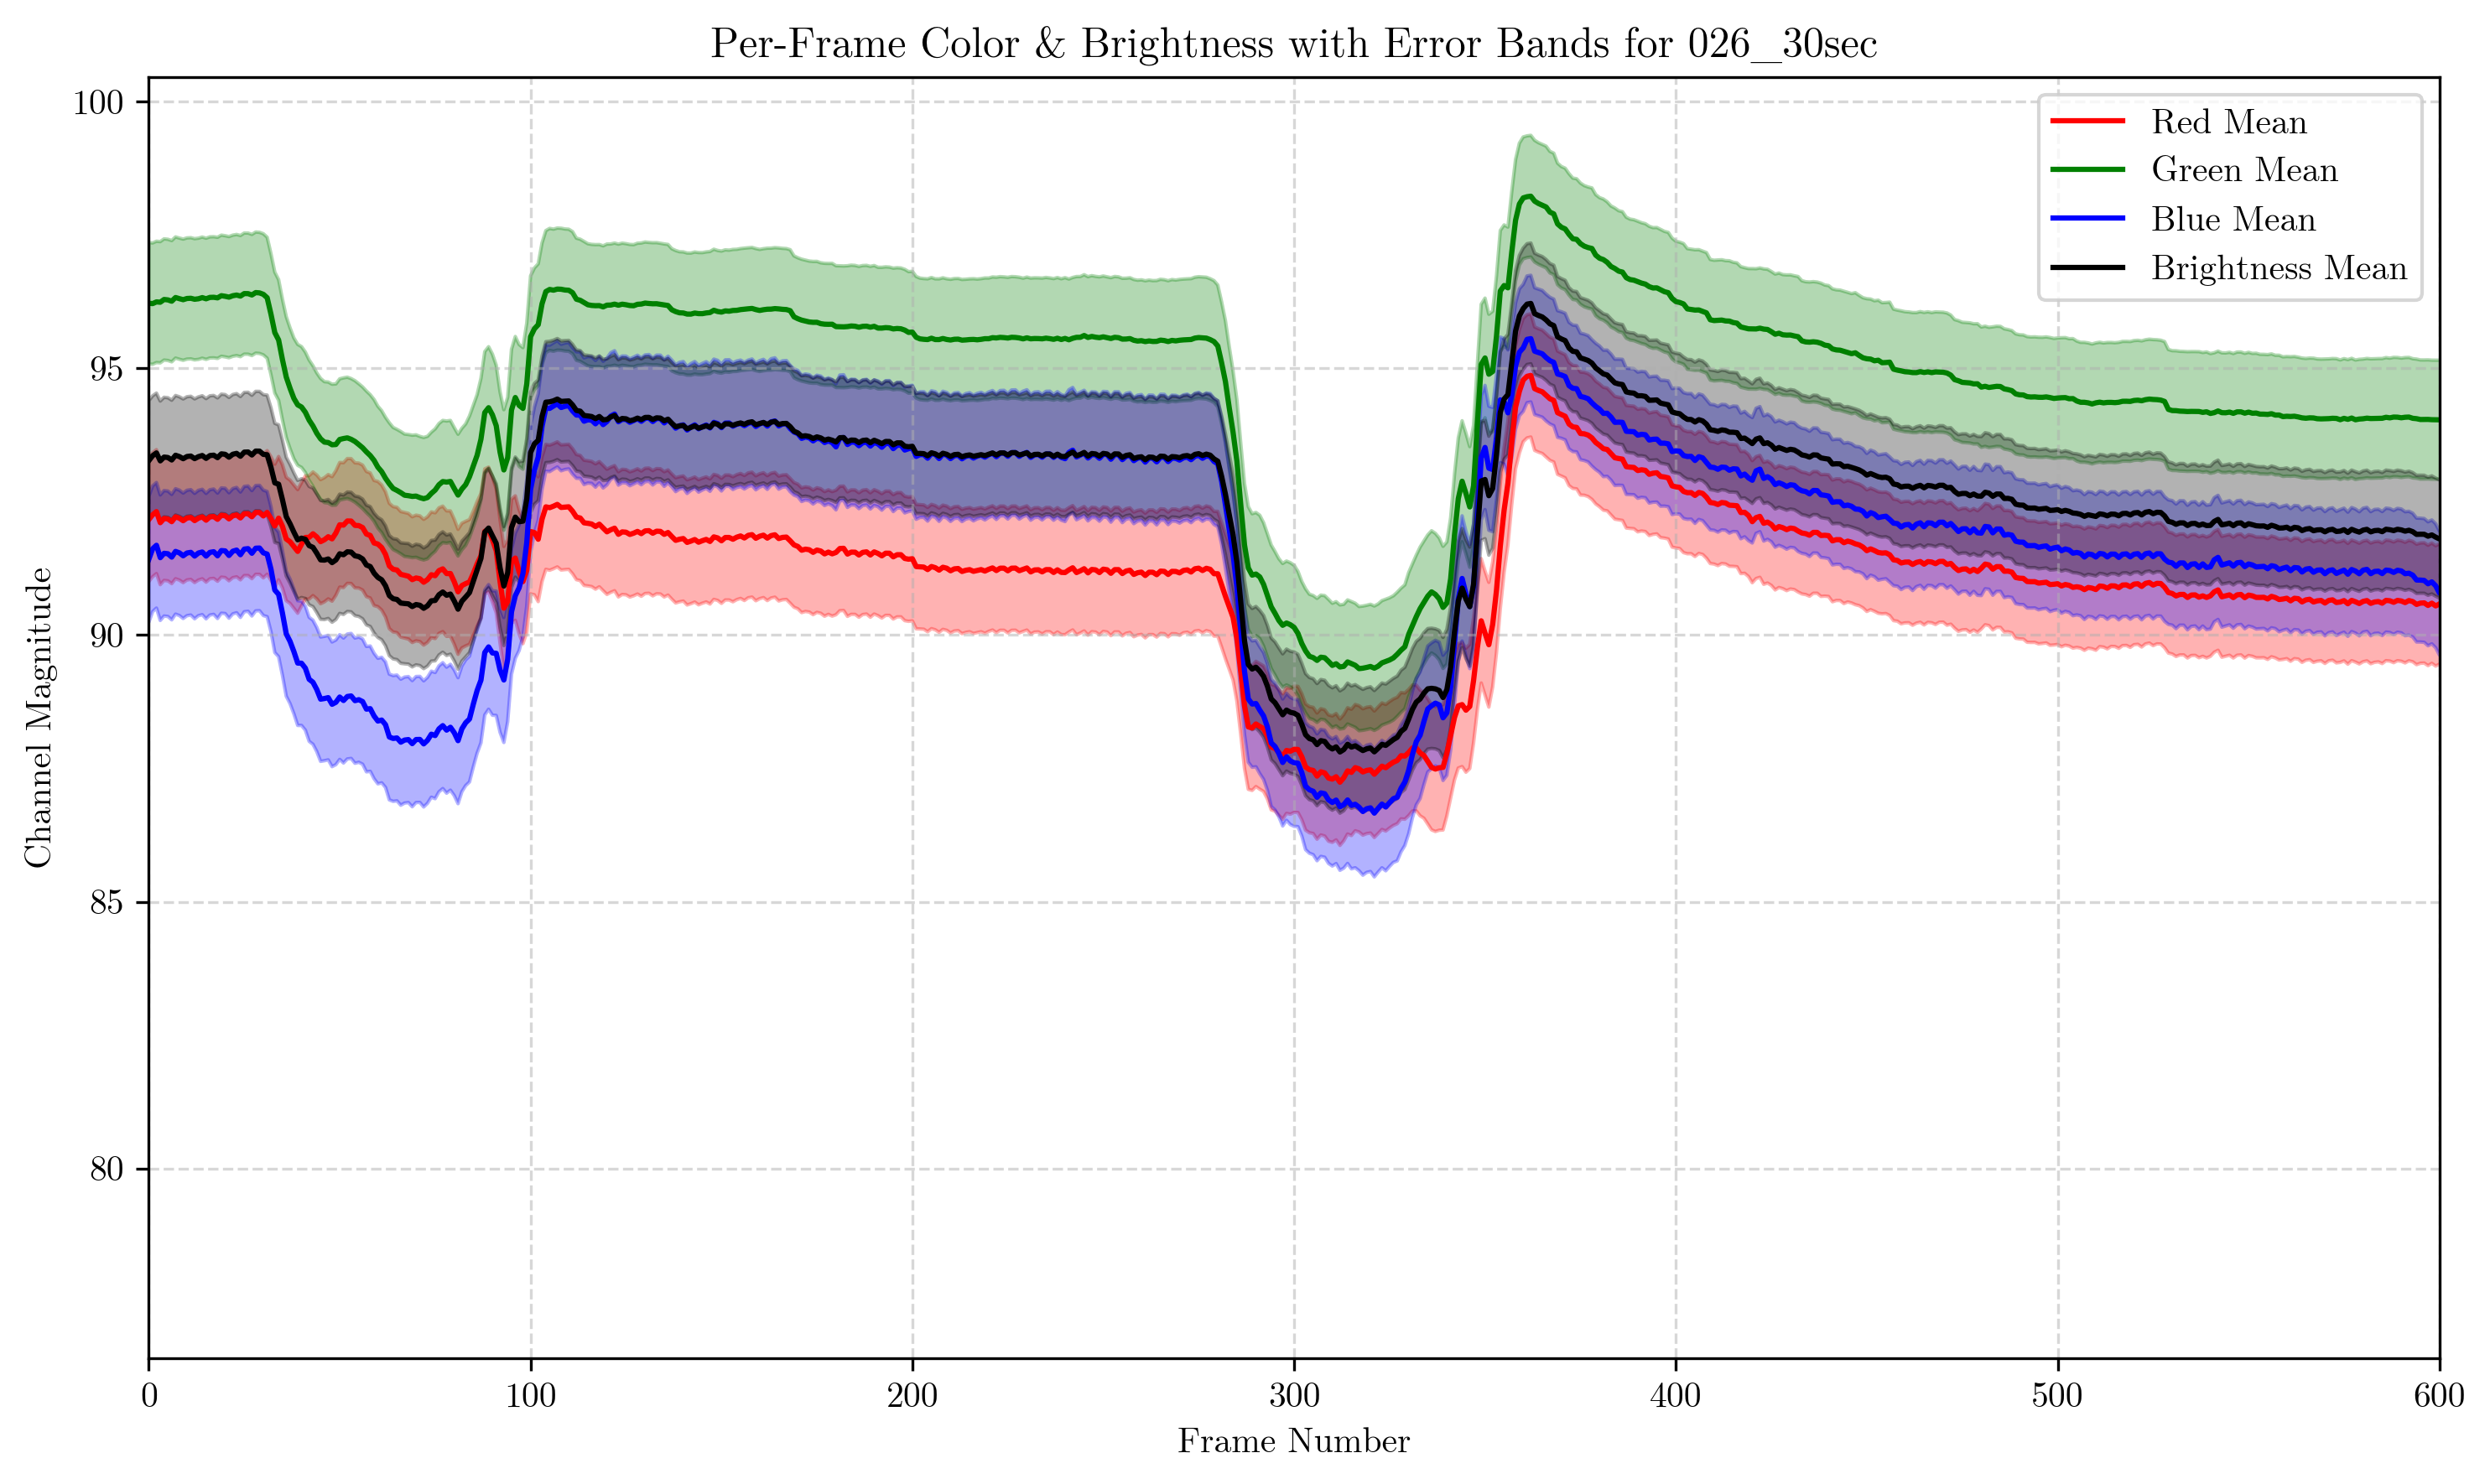 Per-Frame Color & Brightness with Error Bands for 026_30sec
Channel Magnitude
100
95
90
85
80
Red Mean
Green Mean
Blue Mean
Brightness Mean
0 100 200 300 400 500 600
Frame Number